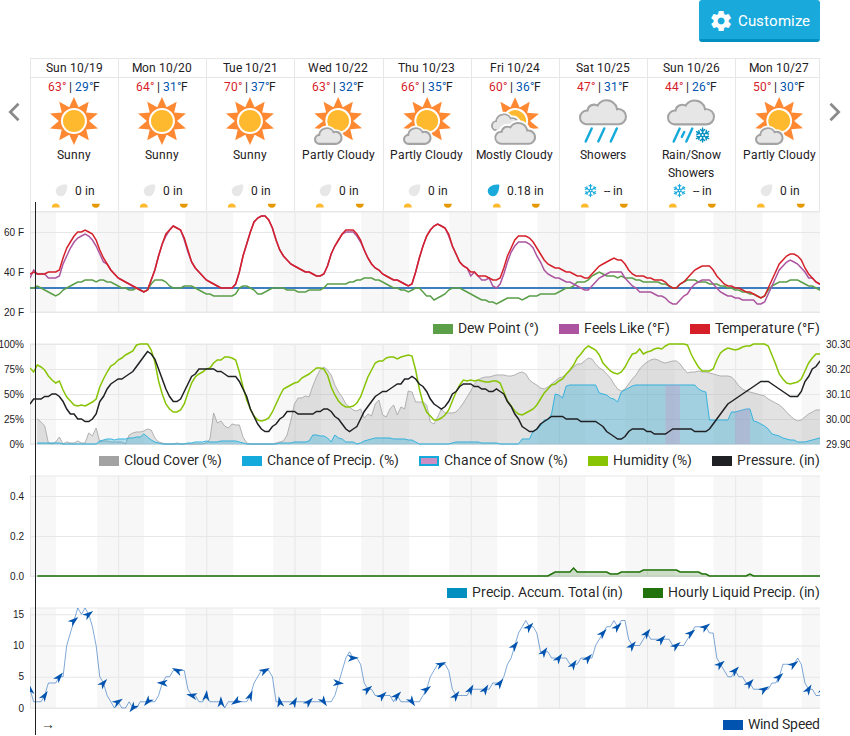 Customize
Sun 10/19 Mon 10/20 Tue 10/21 Wed 10/22 Thu 10/23 Fri 10/24 Sat 10/25 Sun 10/26 Mon 10/27
63° | 29°F 64° | 31°F 70° | 37°F 63° | 32°F 66° | 35°F 60° | 36°F 47° | 31°F 44° | 26°F 50° | 30°F
Sunny Sunny Sunny Partly Cloudy Partly Cloudy Mostly Cloudy Showers Rain/Snow Partly Cloudy
Showers
0 in 0 in 0 in 0 in 0 in 0.18 in -- in -- in 0 in
60 F
40 F
20 F
Dew Point (°) Feels Like (°F) Temperature (°F)
100% 30.30
75% 30.20
50% 30.10
25% 30.00
0% 29.90
Cloud Cover (%) Chance of Precip. (%) Chance of Snow (%) Humidity (%) Pressure. (in)
0.4
0.2
0.0
Precip. Accum. Total (in) Hourly Liquid Precip. (in)
15
10
5
0
→
Wind Speed